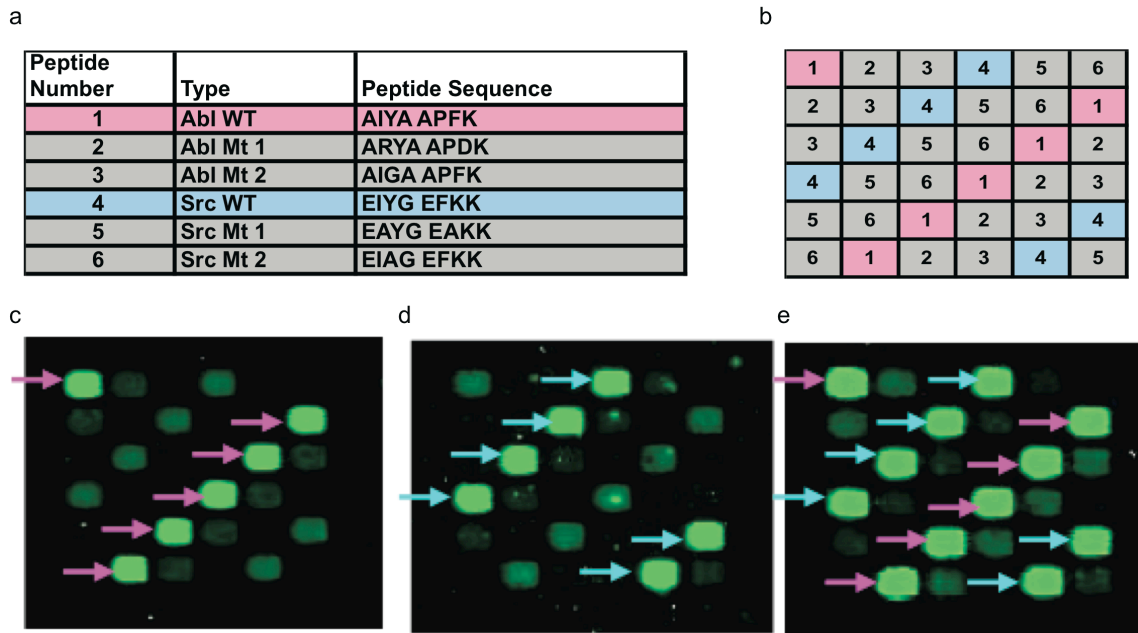 a
Peptide Number Type Peptide Sequence
1 Abl WT AIYA APFK
2 Abl Mt 1 ARYA APDK
3 Abl Mt 2 AIGA APFK
4 Src WT EIYG EFKK
5 Src Mt 1 EAYG EAKK
6 Src Mt 2 EIAG EFKK
b
1 2 3 4 5 6
2 3 4 5 6 1
3 4 5 6 1 2
4 5 6 1 2 3
5 6 1 2 3 4
6 1 2 3 4 5
c
d
e